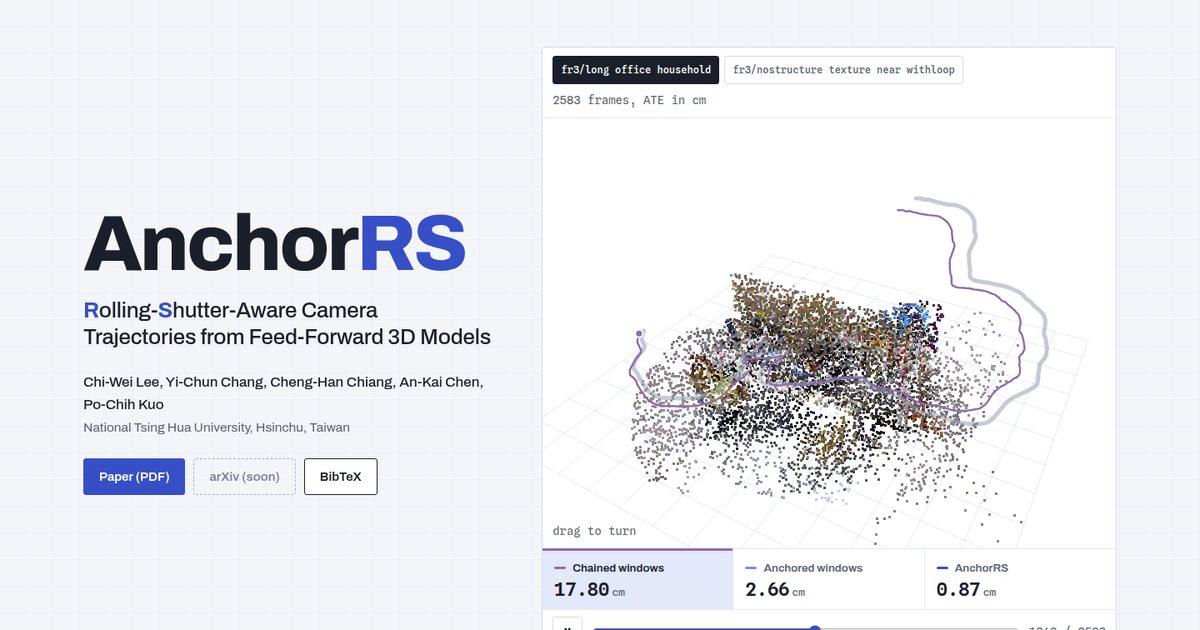 AnchorRS
Rolling-Shutter-Aware Camera
Trajectories from Feed-Forward 3D Models
Chi-Wei Lee, Yi-Chun Chang, Cheng-Han Chiang, An-Kai Chen,
Po-Chih Kuo
National Tsing Hua University, Hsinchu, Taiwan
Paper (PDF) arXiv (soon) BibTeX
fr3/long office household fr3/nostructure texture near withloop
2583 frames, ATE in cm
drag to turn
Chained windows Anchored windows AnchorRS
17.80 cm 2.66 cm 0.87 cm